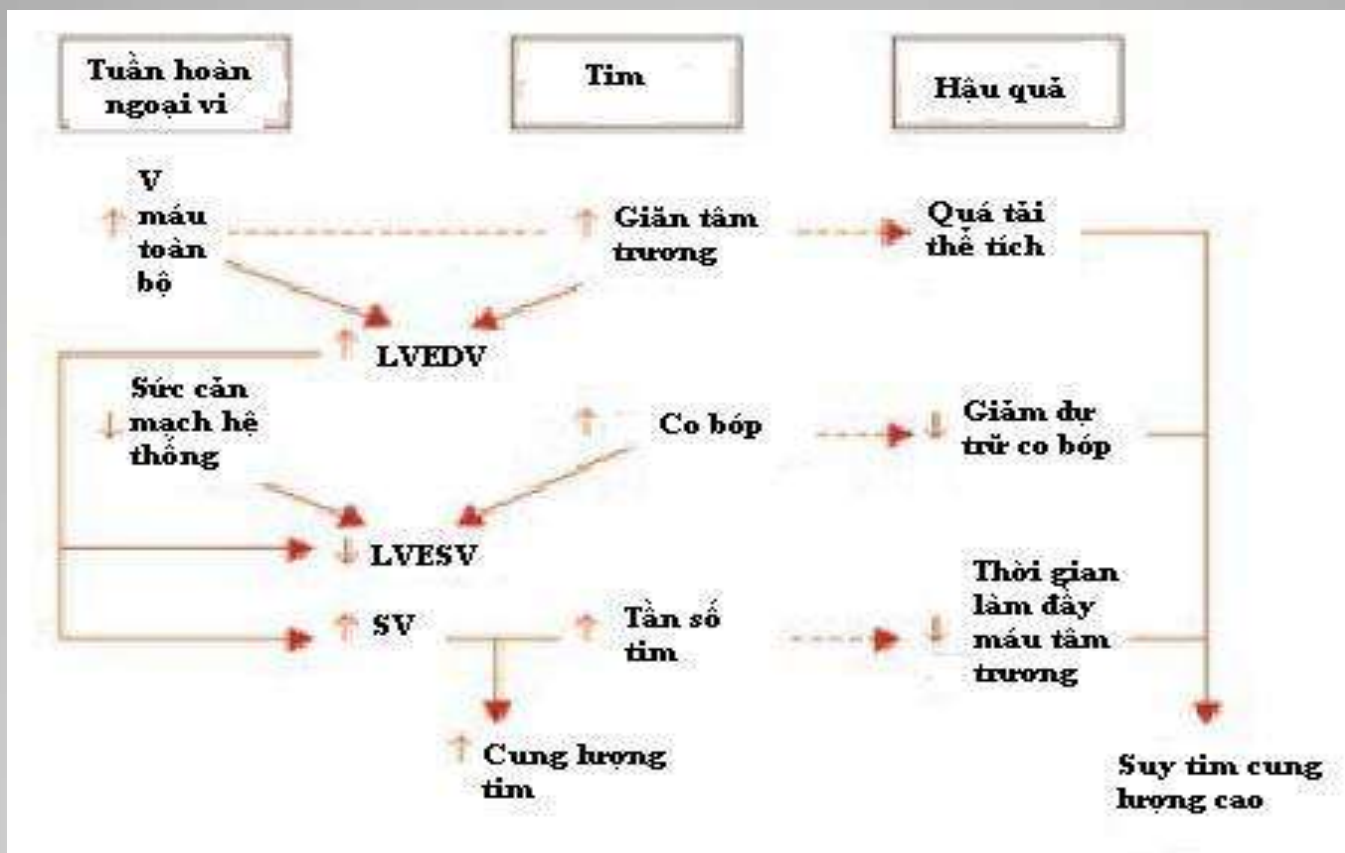 Tuần hoàn
ngoại vi
Tim
Hậu quả
↑ V
máu
toàn
bộ
↑ Giãn tâm
trương
Quá tải
thể tích
↑ LVEDV
↓ Sức cản
mạch hệ
thống
↑ Co bóp
↓ Giảm dự
trữ co bóp
↓ LVESV
↑ SV
↑ Tần số
tim
↓ Thời gian
làm đầy
máu tâm
trương
↑ Cung lượng
tim
Suy tim cung
lượng cao